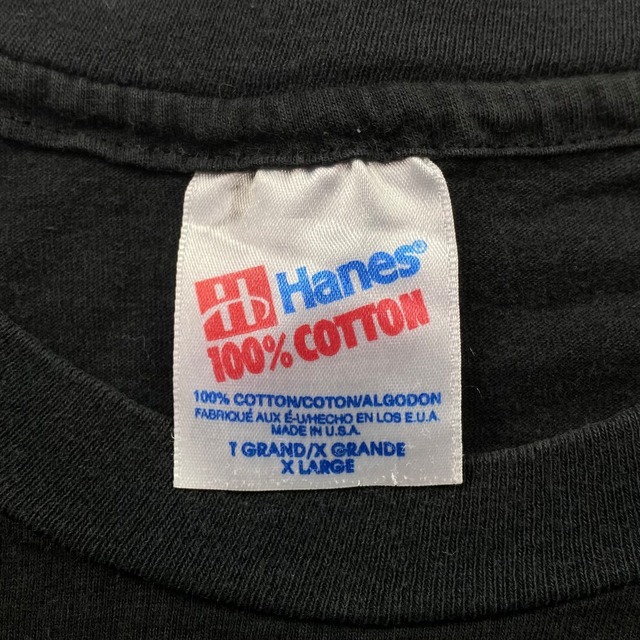 Hanes®
100% COTTON
100% COTTON/COTON/ALGODON
FABRIQUÉ AUX É-U/HECHO EN LOS E.U.A.
MADE IN U.S.A.
T GRAND/X GRANDE
X LARGE